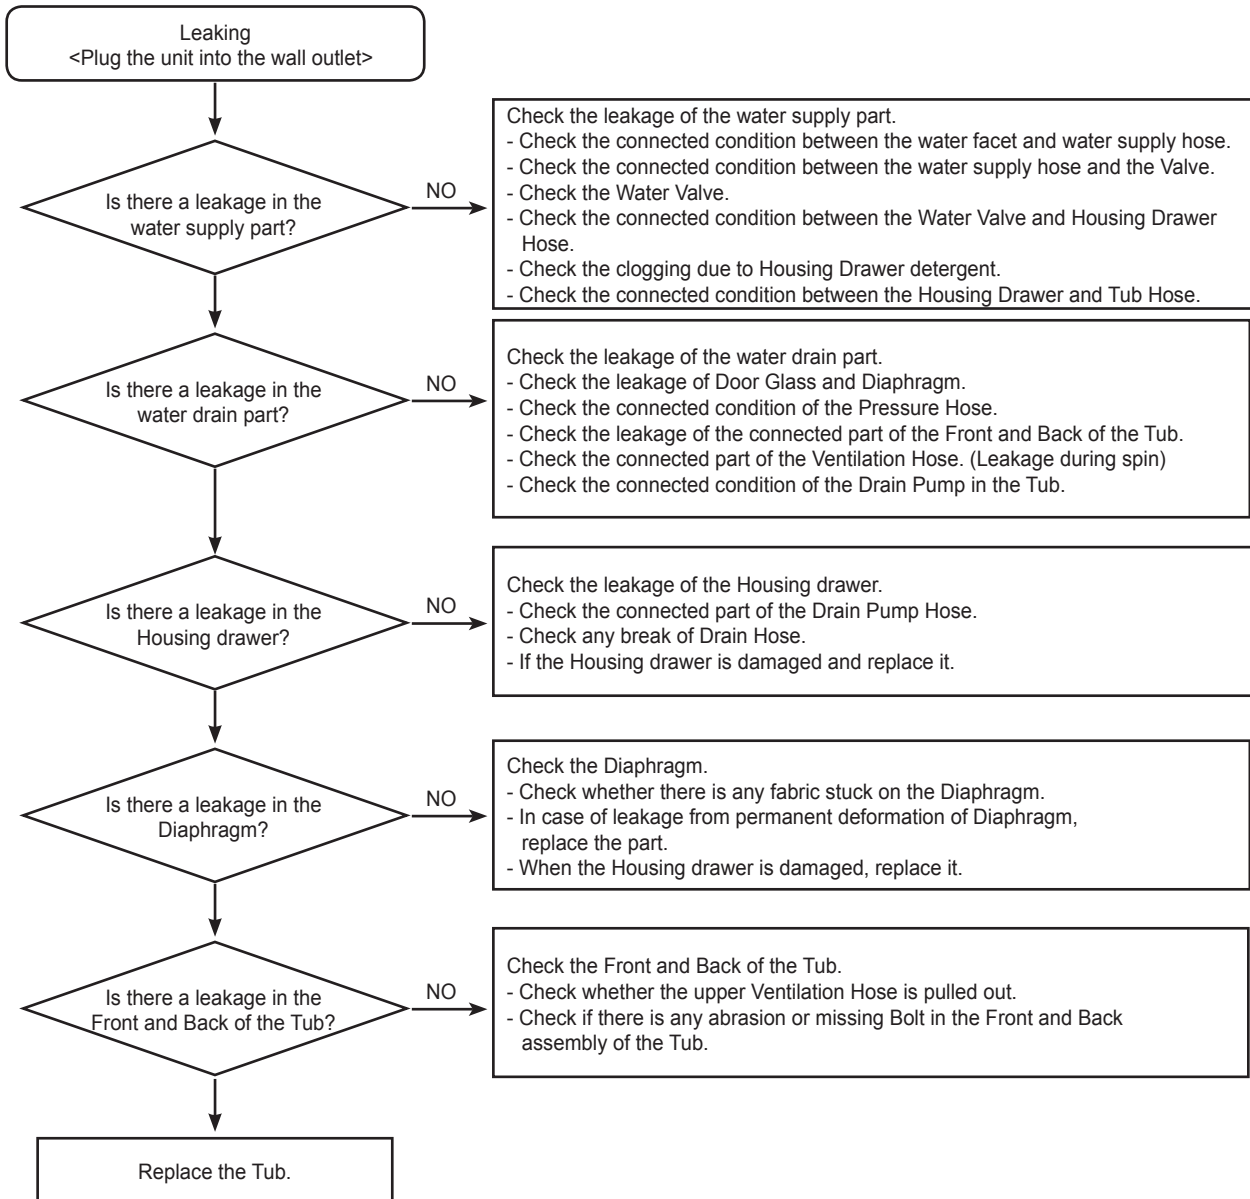 Leaking
<Plug the unit into the wall outlet>
Is there a leakage in the
water supply part?
NO
Check the leakage of the water supply part.
- Check the connected condition between the water facet and water supply hose.
- Check the connected condition between the water supply hose and the Valve.
- Check the Water Valve.
- Check the connected condition between the Water Valve and Housing Drawer
Hose.
- Check the clogging due to Housing Drawer detergent.
- Check the connected condition between the Housing Drawer and Tub Hose.
Is there a leakage in the
water drain part?
NO
Check the leakage of the water drain part.
- Check the leakage of Door Glass and Diaphragm.
- Check the connected condition of the Pressure Hose.
- Check the leakage of the connected part of the Front and Back of the Tub.
- Check the connected part of the Ventilation Hose. (Leakage during spin)
- Check the connected condition of the Drain Pump in the Tub.
Is there a leakage in the
Housing drawer?
NO
Check the leakage of the Housing drawer.
- Check the connected part of the Drain Pump Hose.
- Check any break of Drain Hose.
- If the Housing drawer is damaged and replace it.
Is there a leakage in the
Diaphragm?
NO
Check the Diaphragm.
- Check whether there is any fabric stuck on the Diaphragm.
- In case of leakage from permanent deformation of Diaphragm,
replace the part.
- When the Housing drawer is damaged, replace it.
Is there a leakage in the
Front and Back of the Tub?
NO
Check the Front and Back of the Tub.
- Check whether the upper Ventilation Hose is pulled out.
- Check if there is any abrasion or missing Bolt in the Front and Back
assembly of the Tub.
Replace the Tub.